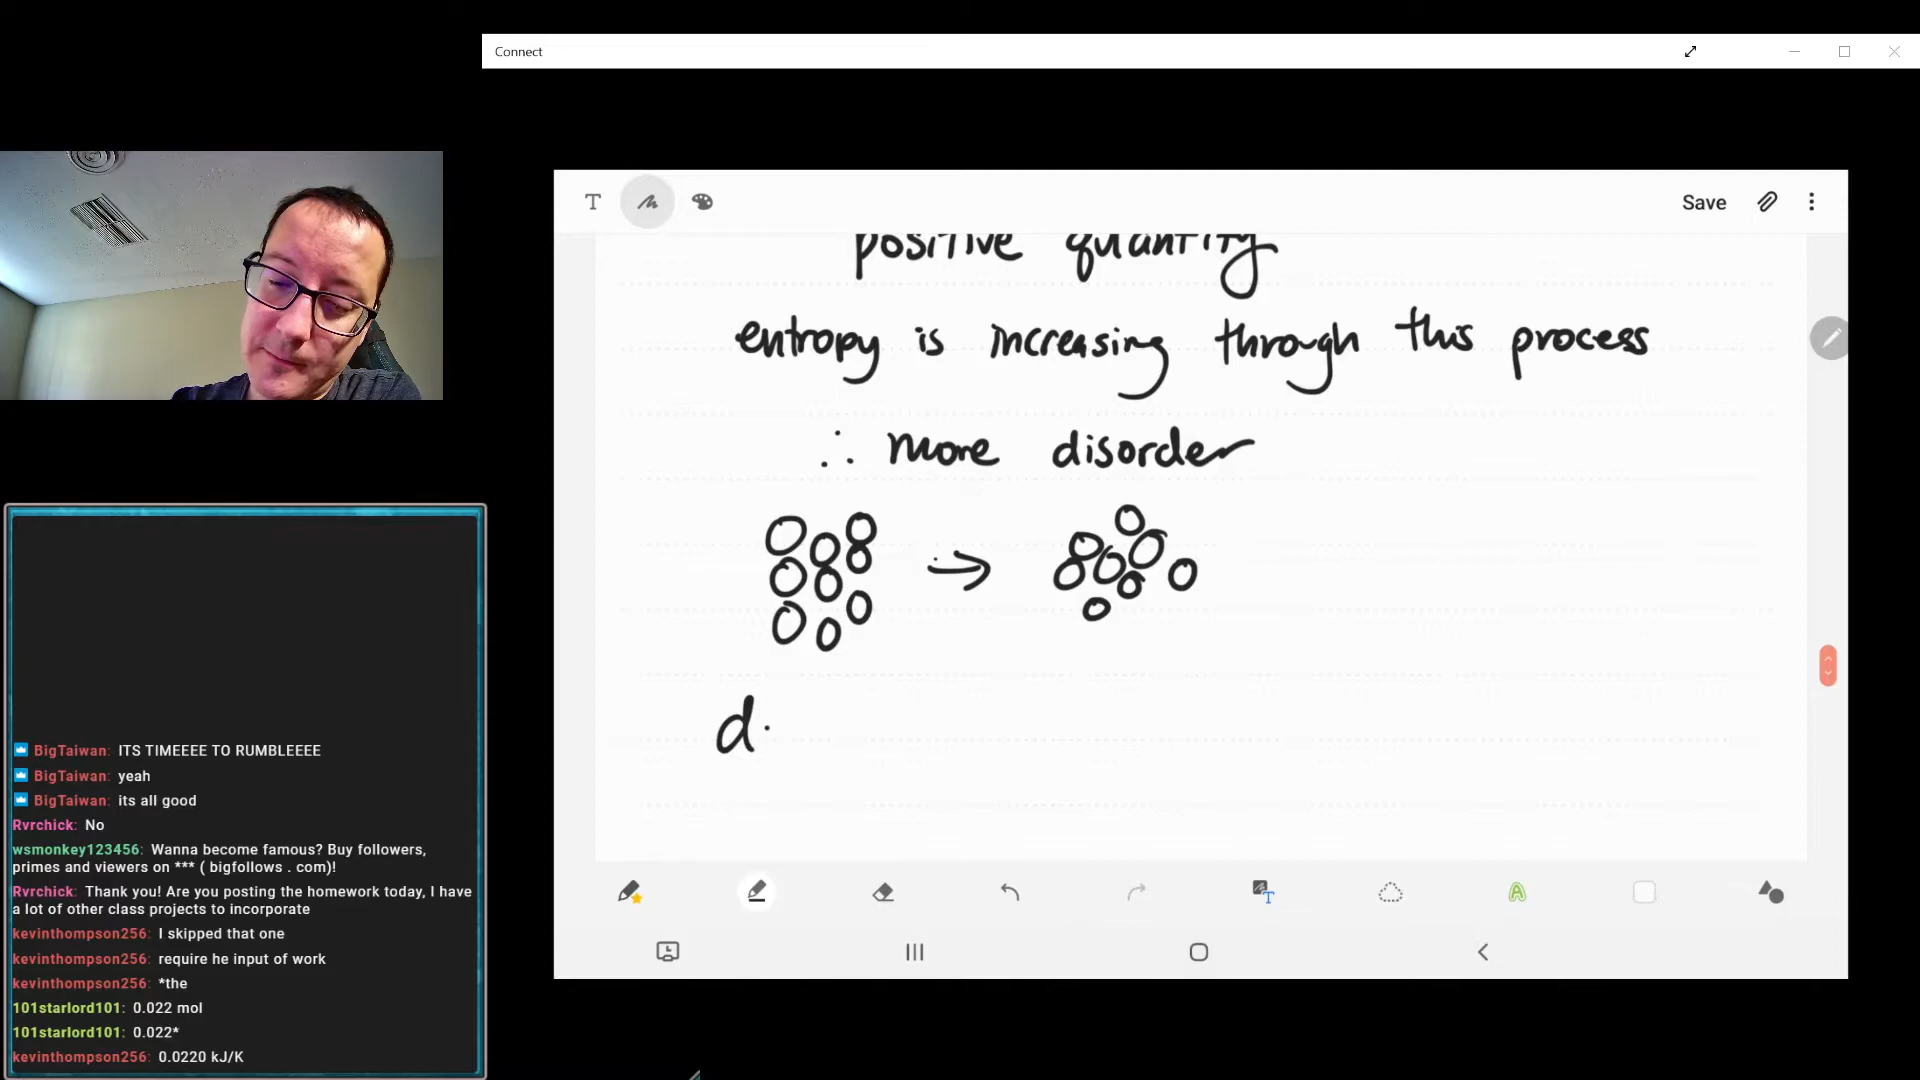 Connect
T
Save
positive quantity
entropy is increasing through this process
∴ more disorder
d.
BigTaiwan: ITS TIMEEEE TO RUMBLEEEE
BigTaiwan: yeah
BigTaiwan: its all good
Rvrchick: No
wsmonkey123456: Wanna become famous? Buy followers,
primes and viewers on *** ( bigfollows . com)!
Rvrchick: Thank you! Are you posting the homework today, I have
a lot of other class projects to incorporate
kevinthompson256: I skipped that one
kevinthompson256: require he input of work
kevinthompson256: *the
101starlord101: 0.022 mol
101starlord101: 0.022*
kevinthompson256: 0.0220 kJ/K
T
A